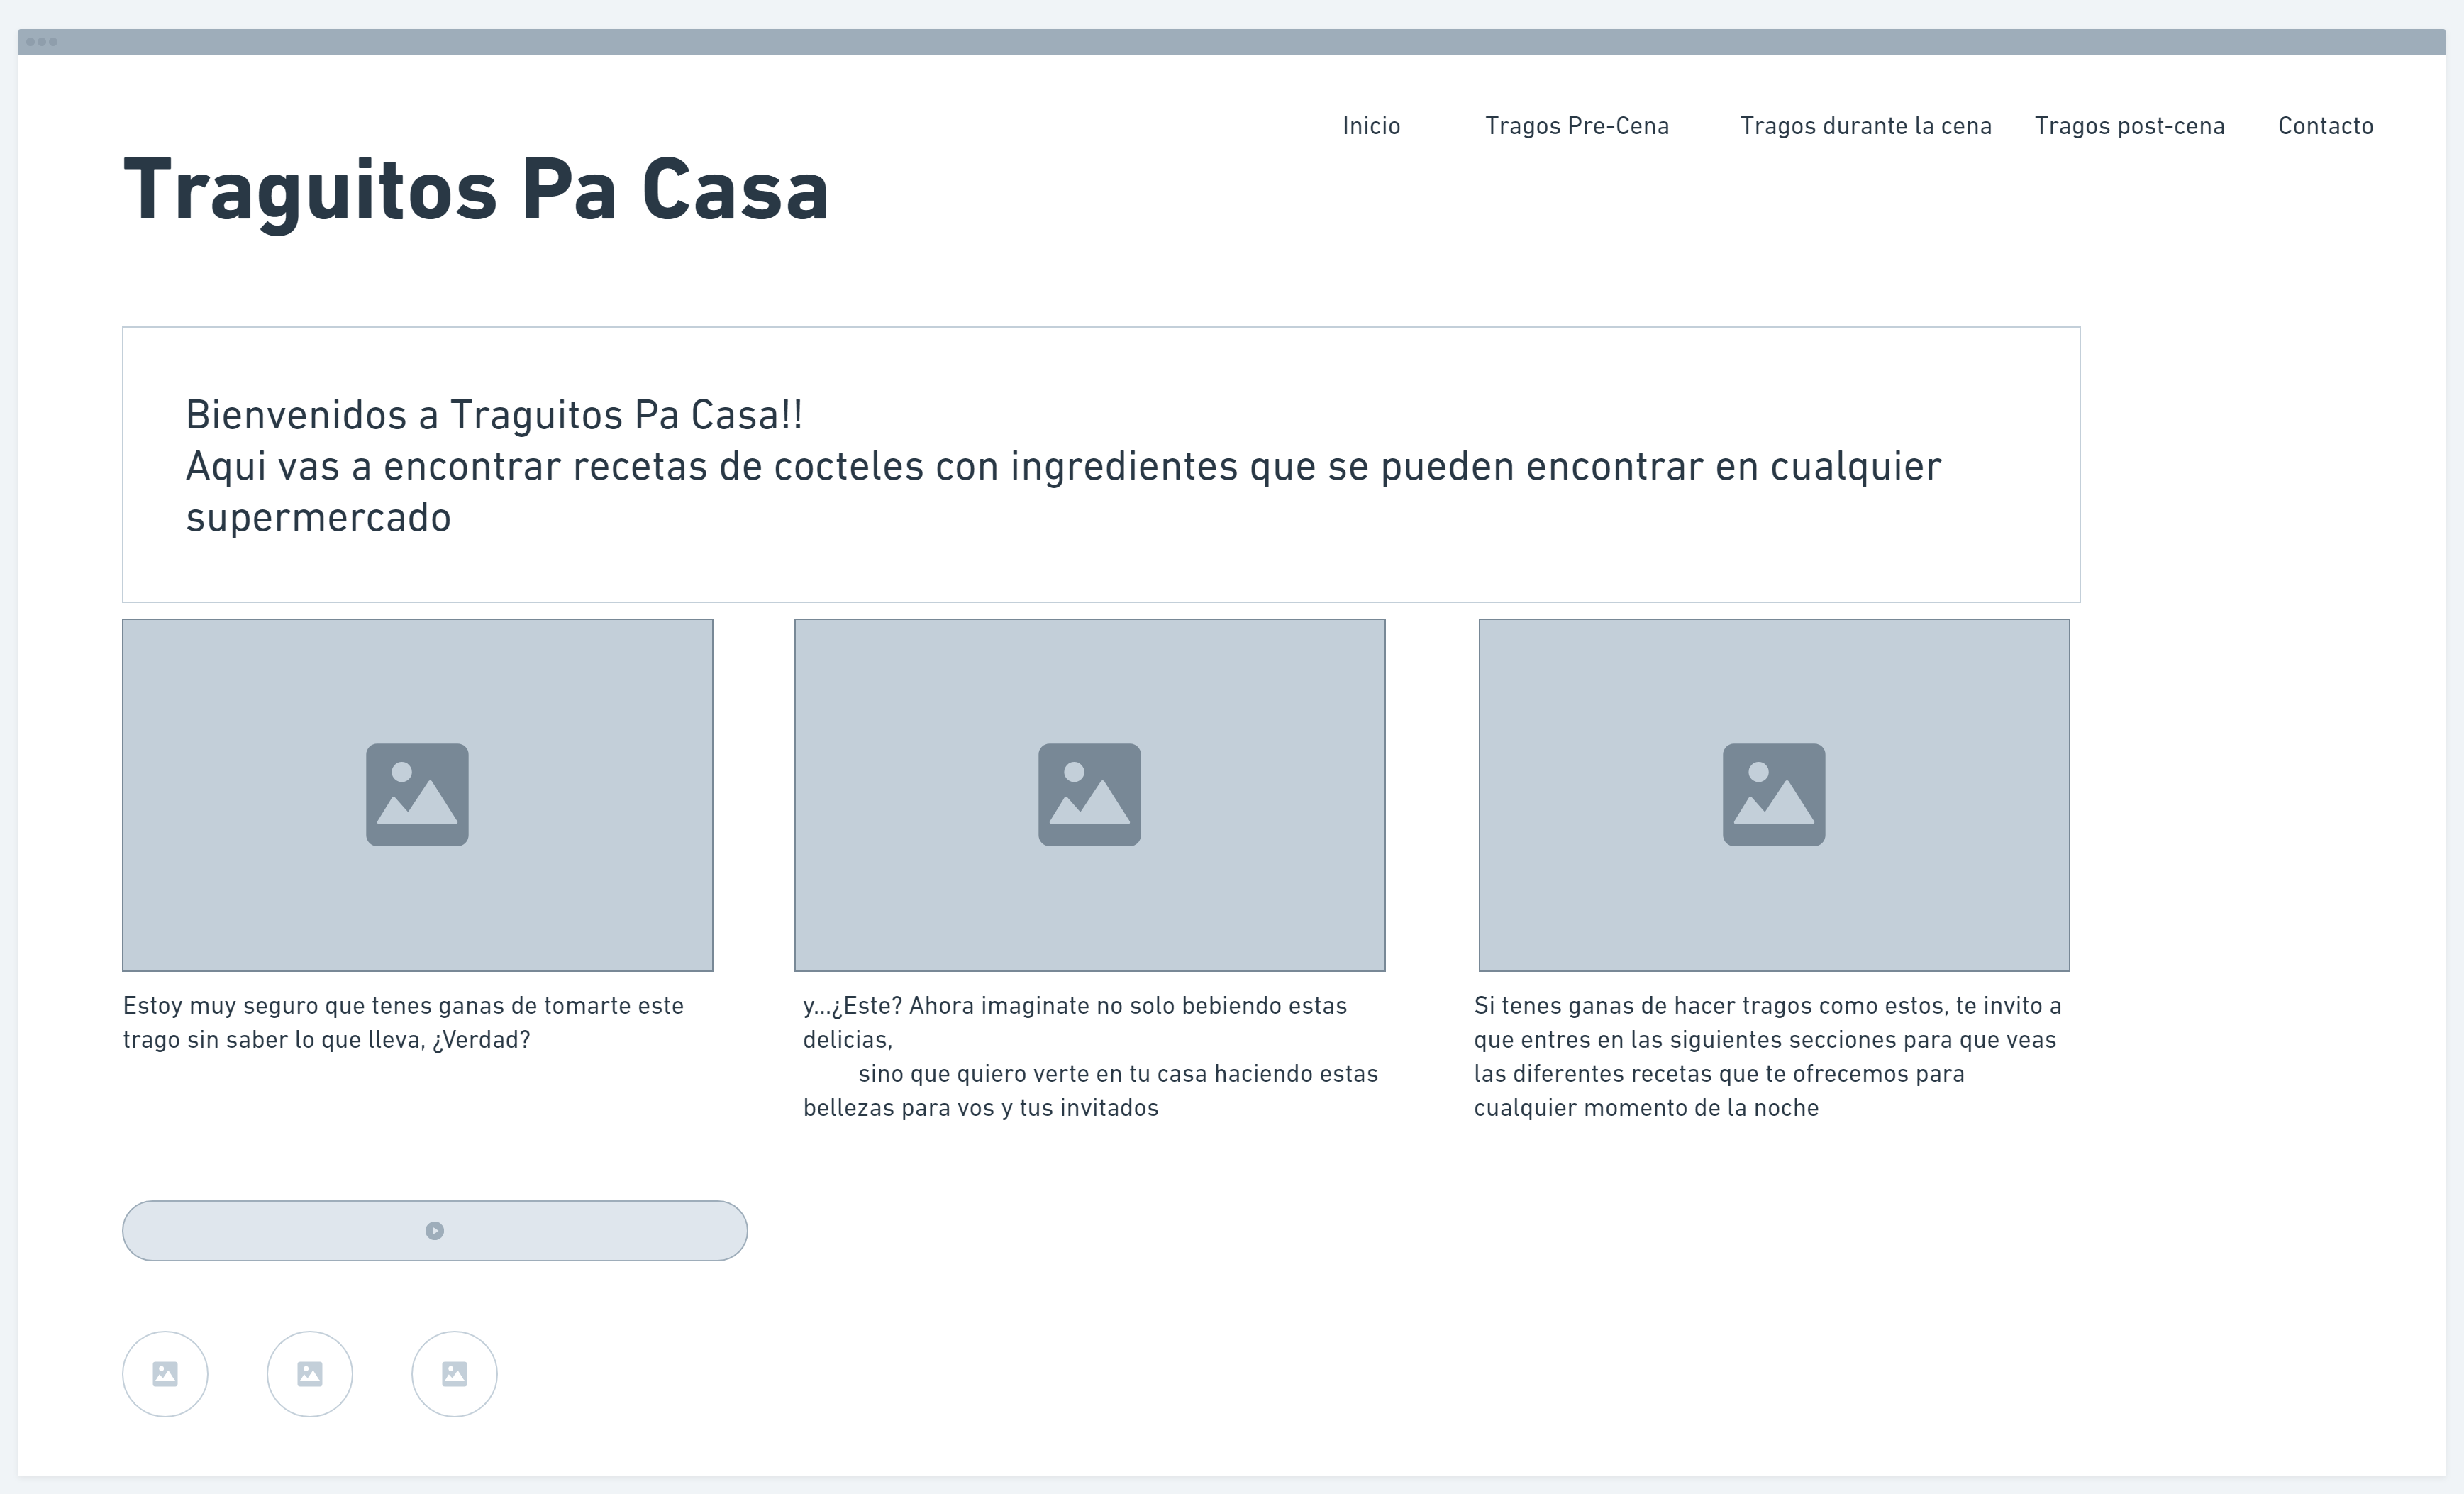 Inicio Tragos Pre-Cena Tragos durante la cena Tragos post-cena Contacto
Traguitos Pa Casa
Bienvenidos a Traguitos Pa Casa!!
Aqui vas a encontrar recetas de cocteles con ingredientes que se pueden encontrar en cualquier
supermercado
Estoy muy seguro que tenes ganas de tomarte este
trago sin saber lo que lleva, ¿Verdad?
y...¿Este? Ahora imaginate no solo bebiendo estas
delicias,
sino que quiero verte en tu casa haciendo estas
bellezas para vos y tus invitados
Si tenes ganas de hacer tragos como estos, te invito a
que entres en las siguientes secciones para que veas
las diferentes recetas que te ofrecemos para
cualquier momento de la noche